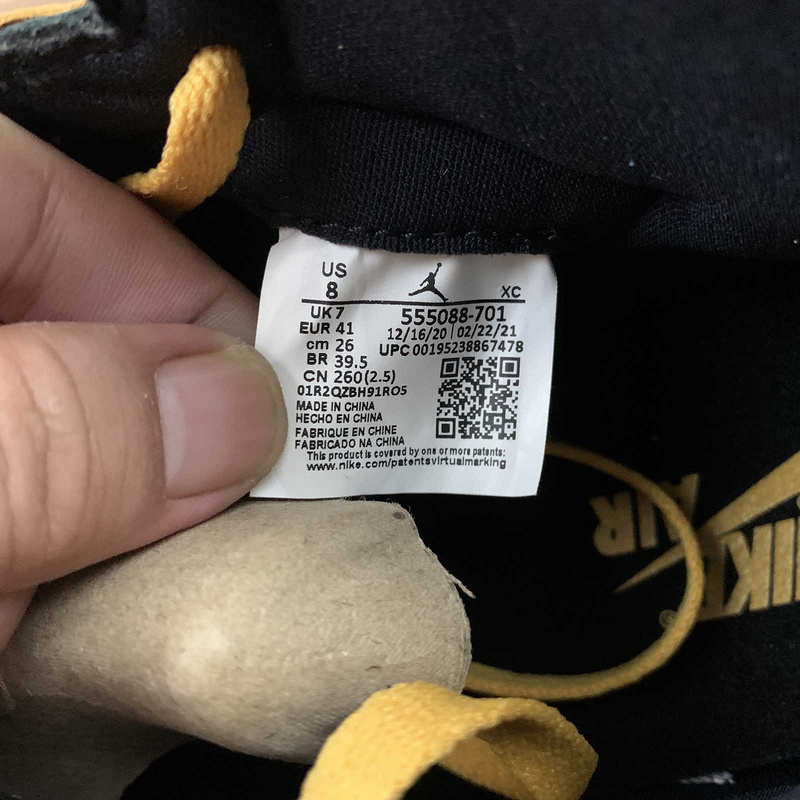 US
8
XC
UK 7
EUR 41
cm 26
BR 39.5
CN 260(2.5)
555088-701
12/16/20 | 02/22/21
UPC 00195238867478
01R2QZBH91RO5
MADE IN CHINA
HECHO EN CHINA
FABRIQUE EN CHINE
FABRICADO NA CHINA
This product is covered by one or more patents:
www.nike.com/patentsvirtualmarking
NIKE
AIR
®